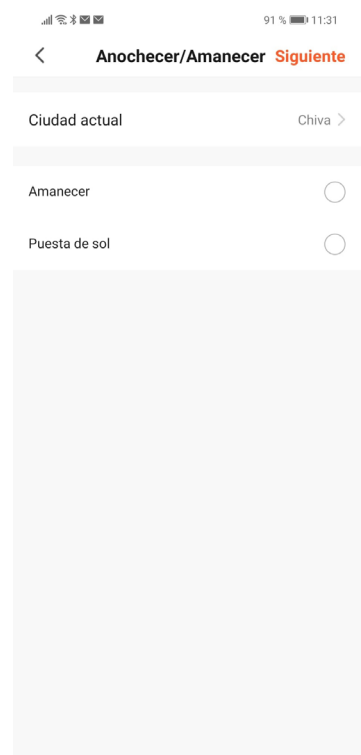 91 % 11:31
Anochecer/Amanecer Siguiente
Ciudad actual Chiva
Amanecer
Puesta de sol